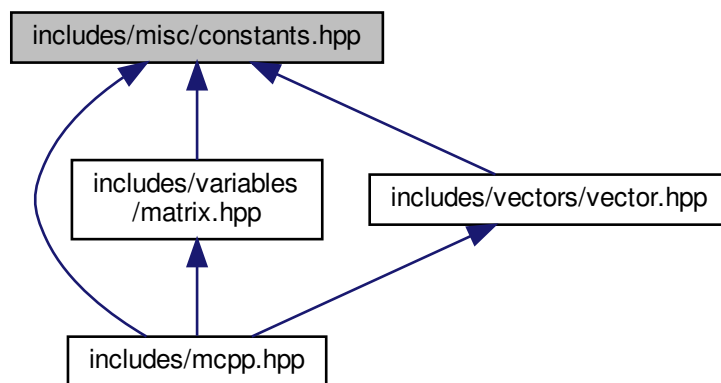 includes/misc/constants.hpp
includes/variables
/matrix.hpp
includes/vectors/vector.hpp
includes/mcpp.hpp